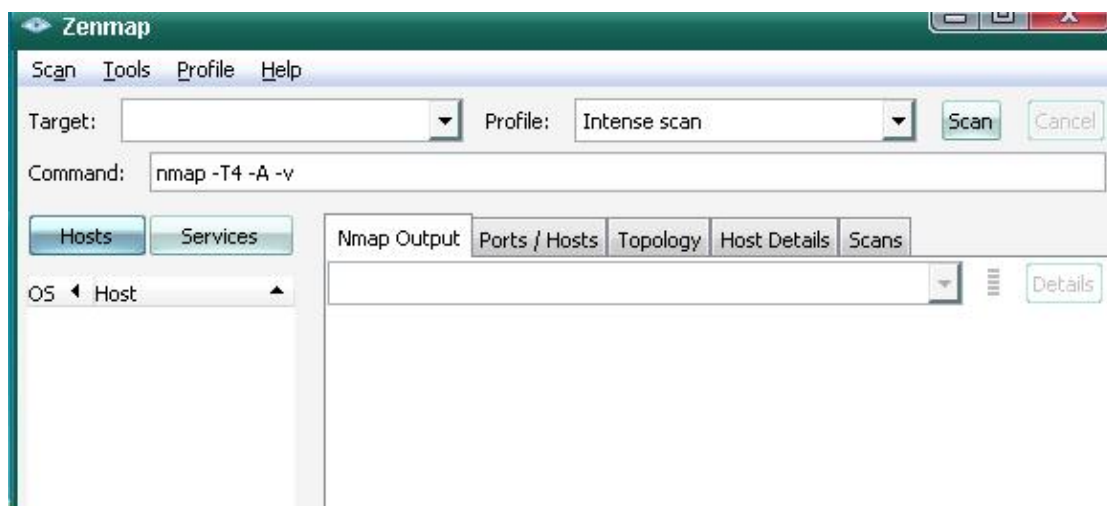 Zenmap
Scan Tools Profile Help
Target: Profile: Intense scan Scan Cancel
Command: nmap -T4 -A -v
Hosts Services Nmap Output Ports / Hosts Topology Host Details Scans
OS Host Details